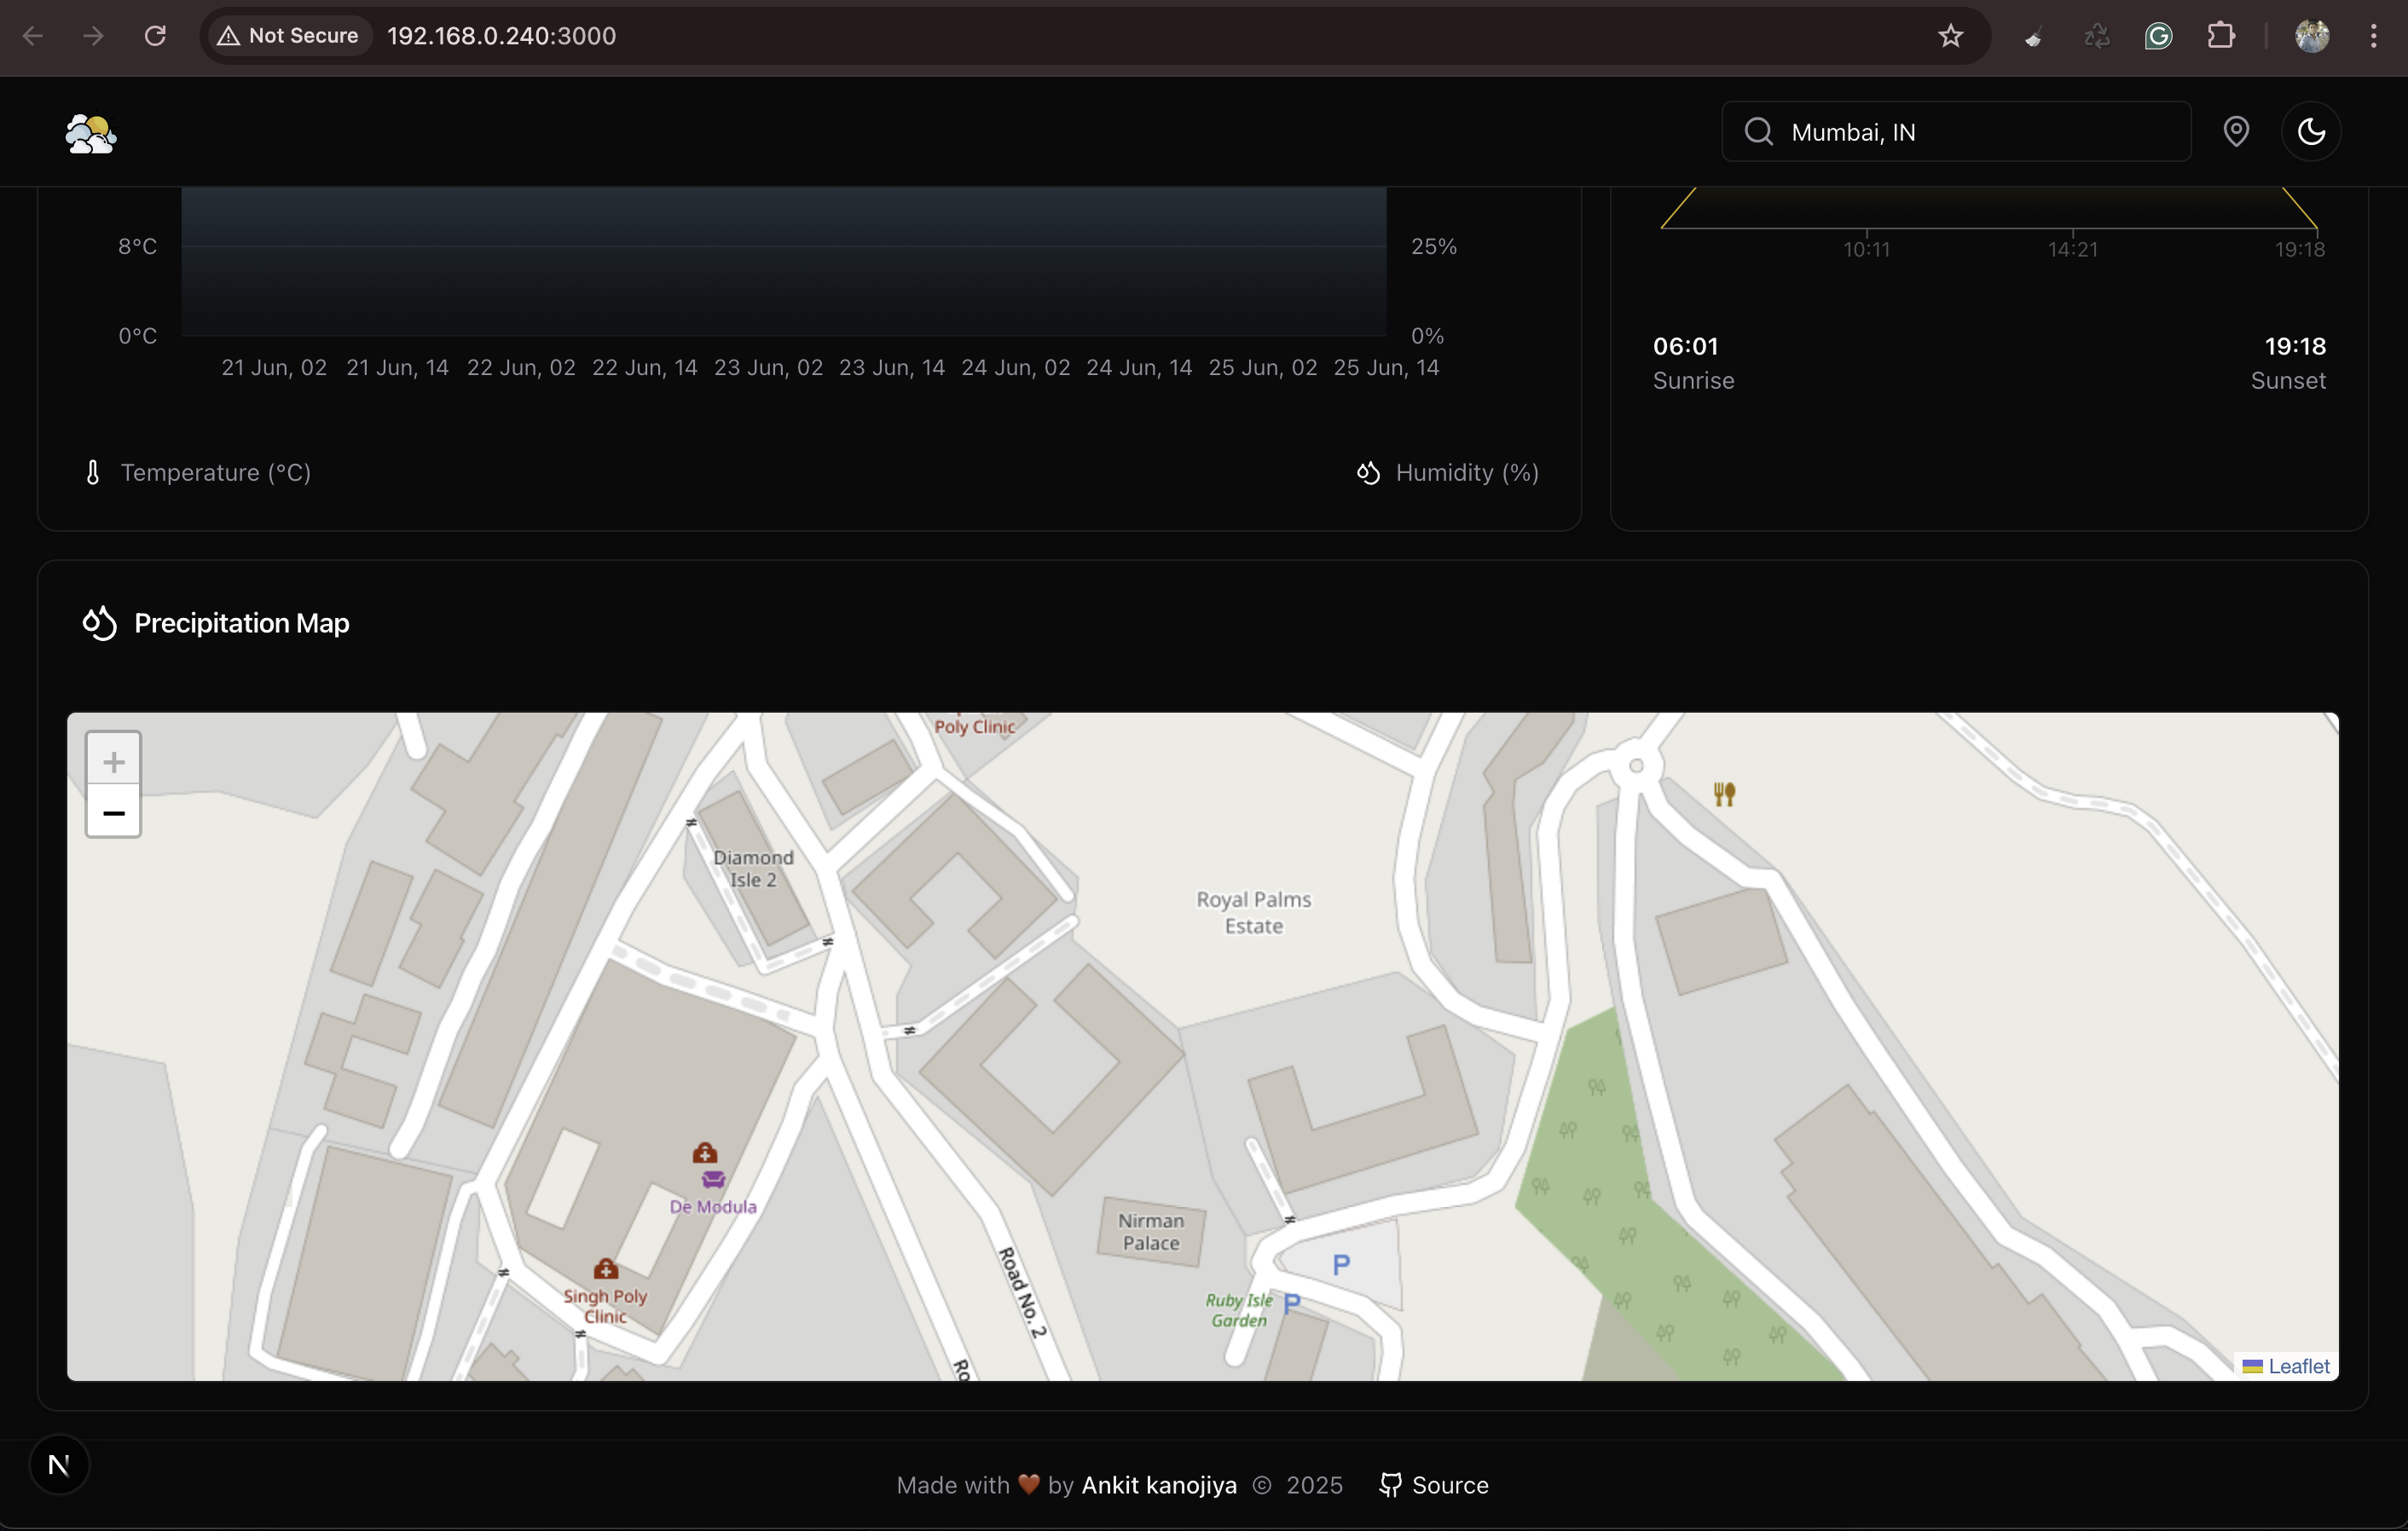 Not Secure
192.168.0.240:3000
Mumbai, IN
8°C
25%
0°C
0%
21 Jun, 02
21 Jun, 14
22 Jun, 02
22 Jun, 14
23 Jun, 02
23 Jun, 14
24 Jun, 02
24 Jun, 14
25 Jun, 02
25 Jun, 14
Temperature (°C)
Humidity (%)
10:11
14:21
19:18
06:01
Sunrise
19:18
Sunset
Precipitation Map
+
−
Poly Clinic
Diamond
Isle 2
Royal Palms
Estate
De Modula
Nirman
Palace
P
P
Ruby Isle
Garden
Singh Poly
Clinic
Road No. 2
Ro
Leaflet
N
Made with ❤ by Ankit kanojiya © 2025
Source